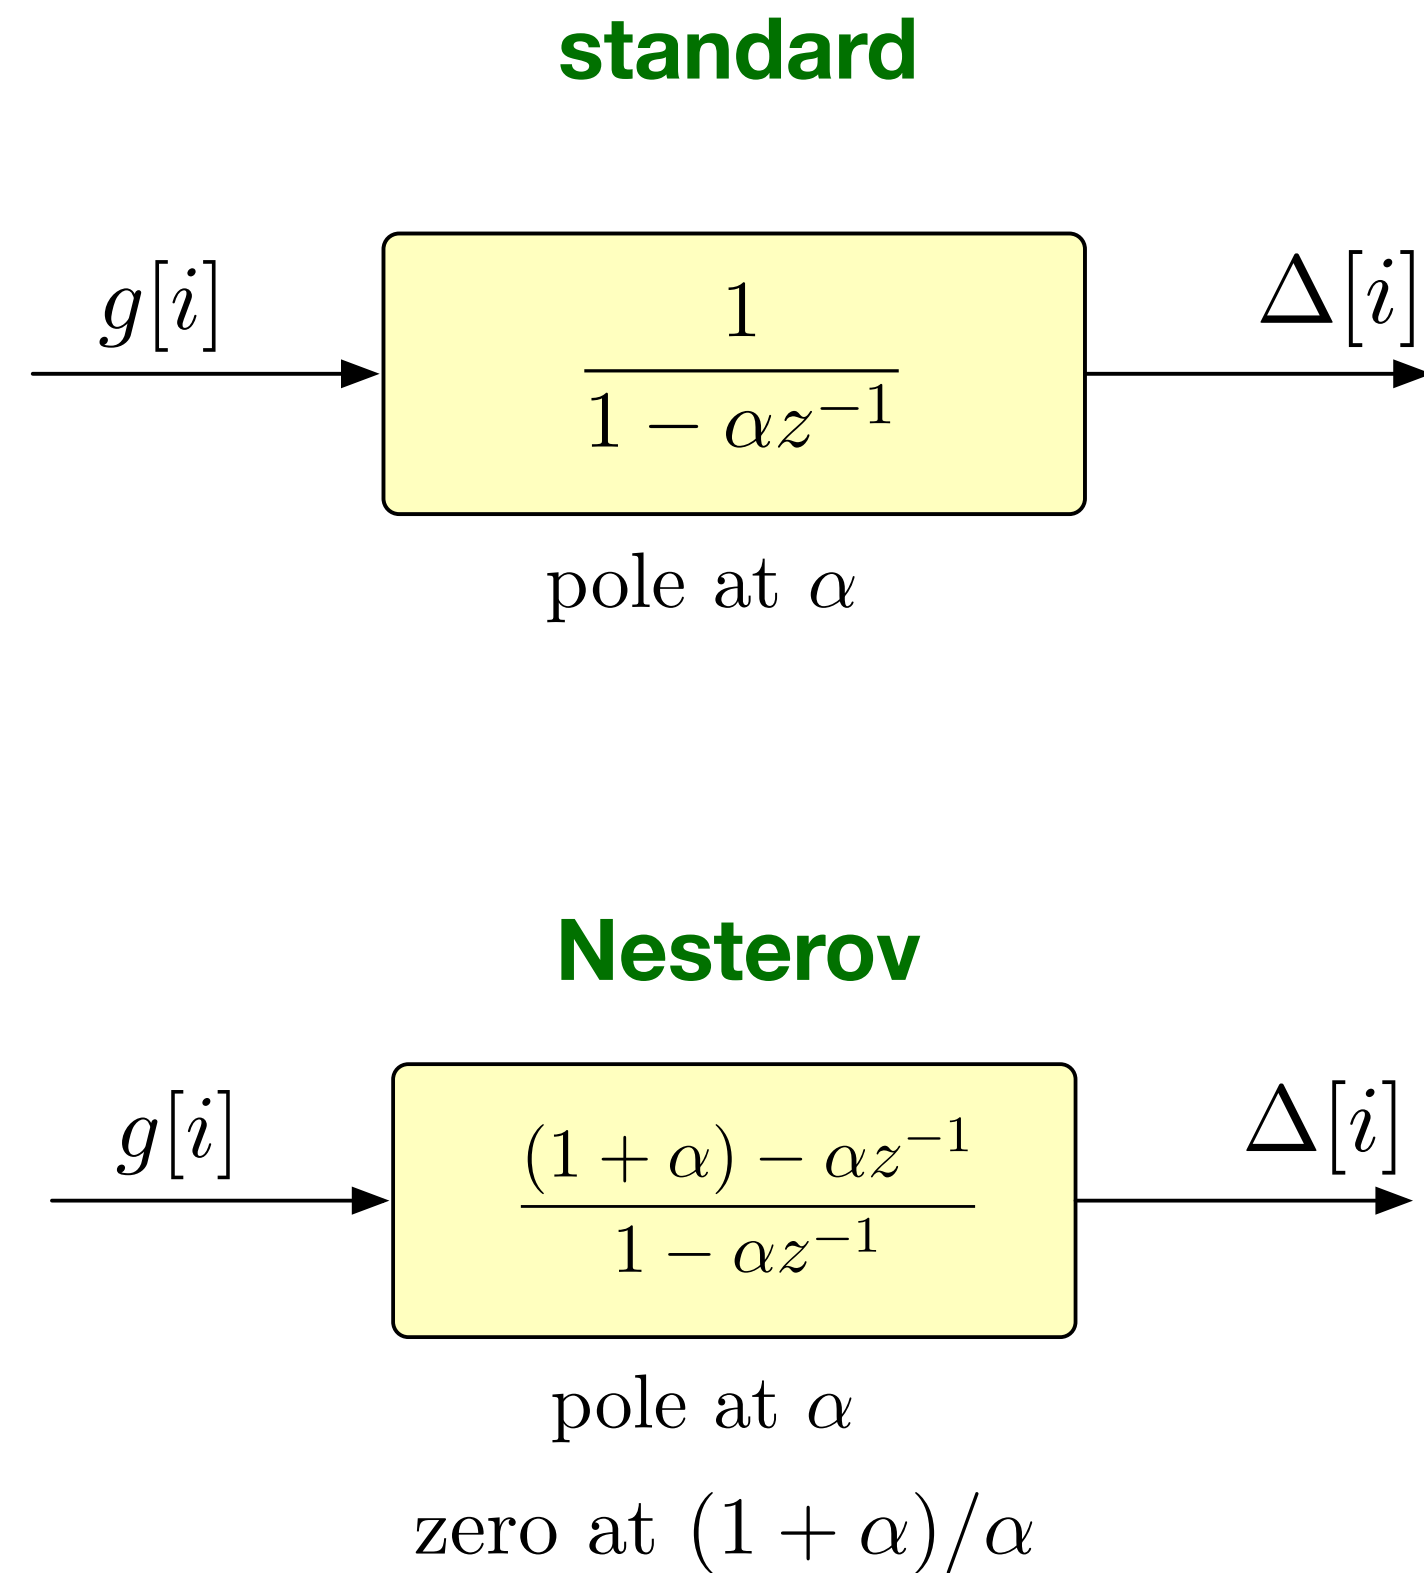 standard
g[i]
Δ[i]
1
1 − αz⁻¹
pole at α
Nesterov
g[i]
Δ[i]
(1 + α) − αz⁻¹
1 − αz⁻¹
pole at α
zero at (1 + α)/α